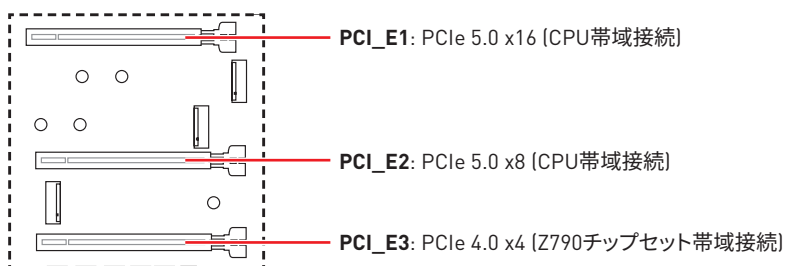 PCI_E1: PCIe 5.0 x16 (CPU帯域接続)
PCI_E2: PCIe 5.0 x8 (CPU帯域接続)
PCI_E3: PCIe 4.0 x4 (Z790チップセット帯域接続)